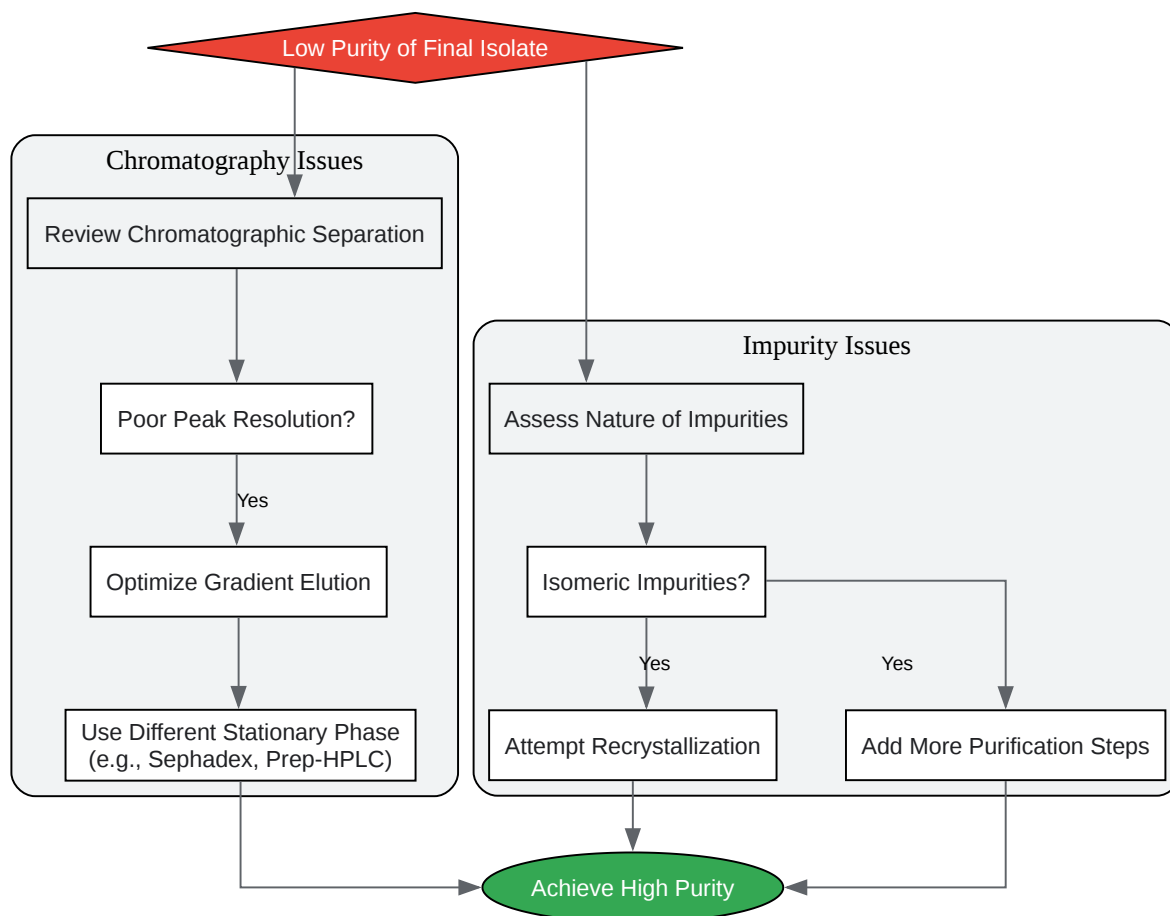 Low Purity of Final Isolate
Chromatography Issues
Review Chromatographic Separation
Poor Peak Resolution?
Yes
Optimize Gradient Elution
Use Different Stationary Phase
(e.g., Sephadex, Prep-HPLC)
Impurity Issues
Assess Nature of Impurities
Isomeric Impurities?
Yes
Yes
Attempt Recrystallization
Add More Purification Steps
Achieve High Purity